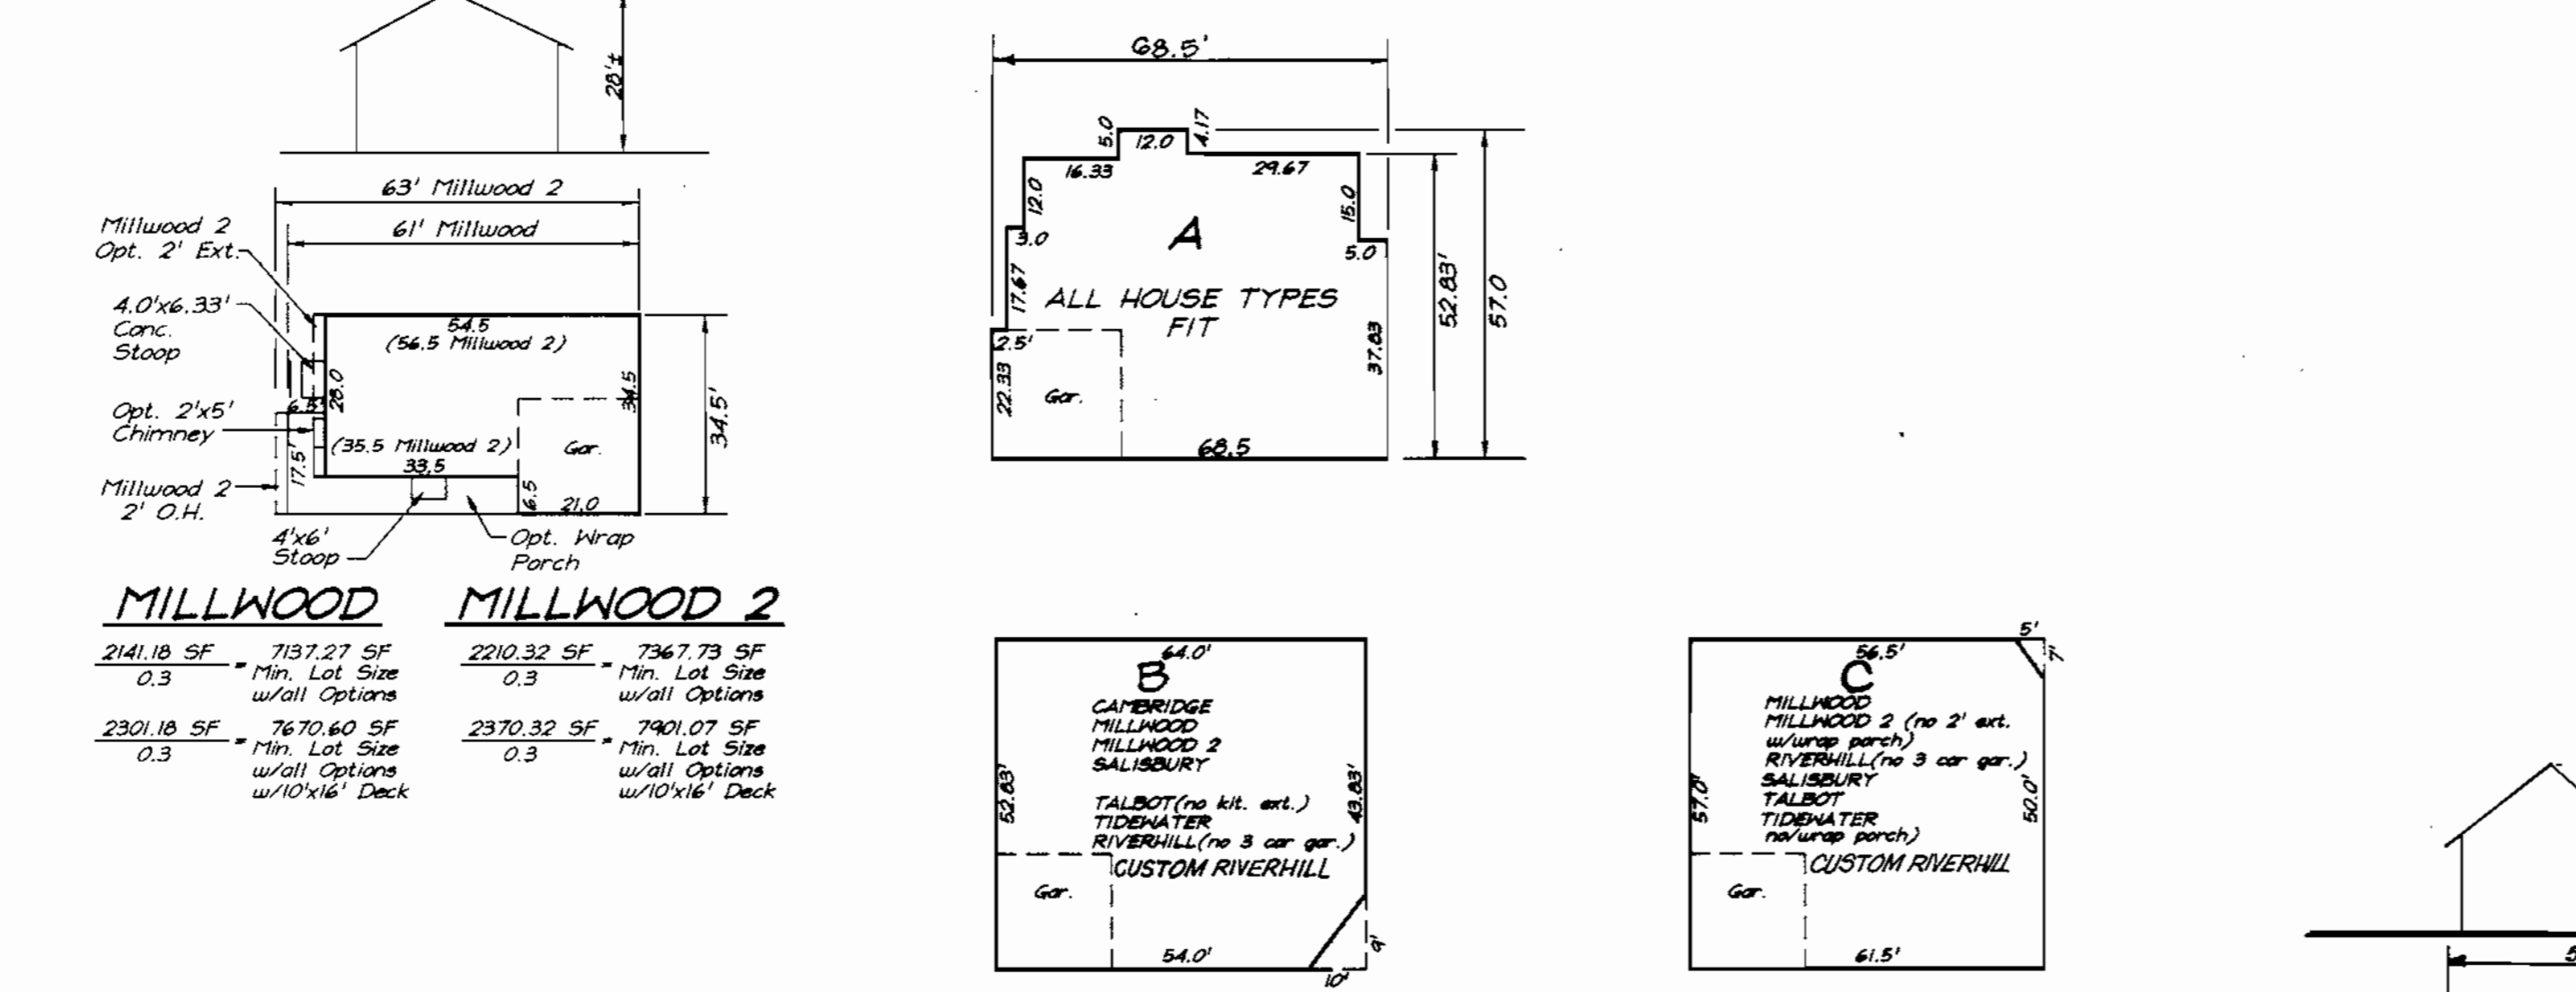 28'±
63' Millwood 2
61' Millwood
Millwood 2
Opt. 2' Ext.
4.0'x6.33'
Conc.
Stoop
54.5
(56.5 Millwood 2)
28.0
34.5
34.5'
6.5'
Opt. 2'x5'
Chimney
(35.5 Millwood 2)
33.5
Gar.
17.5'
Millwood 2
2' O.H.
6.5
21.0
4'x6'
Stoop
Opt. Wrap
Porch
MILLWOOD
2141.18 SF
0.3
= 7137.27 SF
Min. Lot Size
w/all Options
2301.18 SF
0.3
= 7670.60 SF
Min. Lot Size
w/all Options
w/10'x16' Deck
MILLWOOD 2
2210.32 SF
0.3
= 7367.73 SF
Min. Lot Size
w/all Options
2370.32 SF
0.3
= 7901.07 SF
Min. Lot Size
w/all Options
w/10'x16' Deck
68.5'
5.0
12.0
4.17
16.33
29.67
12.0
15.0
3.0
5.0
A
17.67
ALL HOUSE TYPES
FIT
52.83'
57.0
2.5'
22.33
Gar.
37.83
68.5
64.0'
B
CAMBRIDGE
MILLWOOD
MILLWOOD 2
SALISBURY
TALBOT(no kit. ext.)
TIDEWATER
RIVERHILL(no 3 car gar.)
CUSTOM RIVERHILL
52.83'
43.83'
Gar.
54.0'
9'
10'
5'
7'
56.5'
C
MILLWOOD
MILLWOOD 2 (no 2' ext.
w/wrap porch)
RIVERHILL(no 3 car gar.)
SALISBURY
TALBOT
TIDEWATER
no/wrap porch)
CUSTOM RIVERHILL
57.0'
50.0'
Gar.
61.5'
5